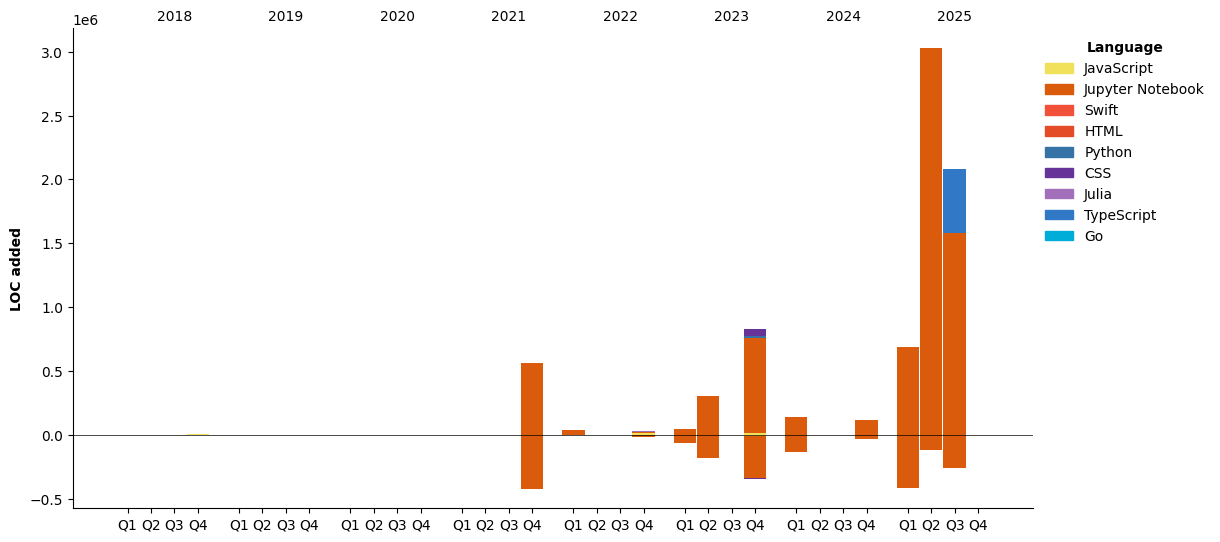 1e6
2018 2019 2020 2021 2022 2023 2024 2025
LOC added
3.0
2.5
2.0
1.5
1.0
0.5
0.0
−0.5
Q1 Q2 Q3 Q4 Q1 Q2 Q3 Q4 Q1 Q2 Q3 Q4 Q1 Q2 Q3 Q4 Q1 Q2 Q3 Q4 Q1 Q2 Q3 Q4 Q1 Q2 Q3 Q4 Q1 Q2 Q3 Q4
Language
JavaScript
Jupyter Notebook
Swift
HTML
Python
CSS
Julia
TypeScript
Go